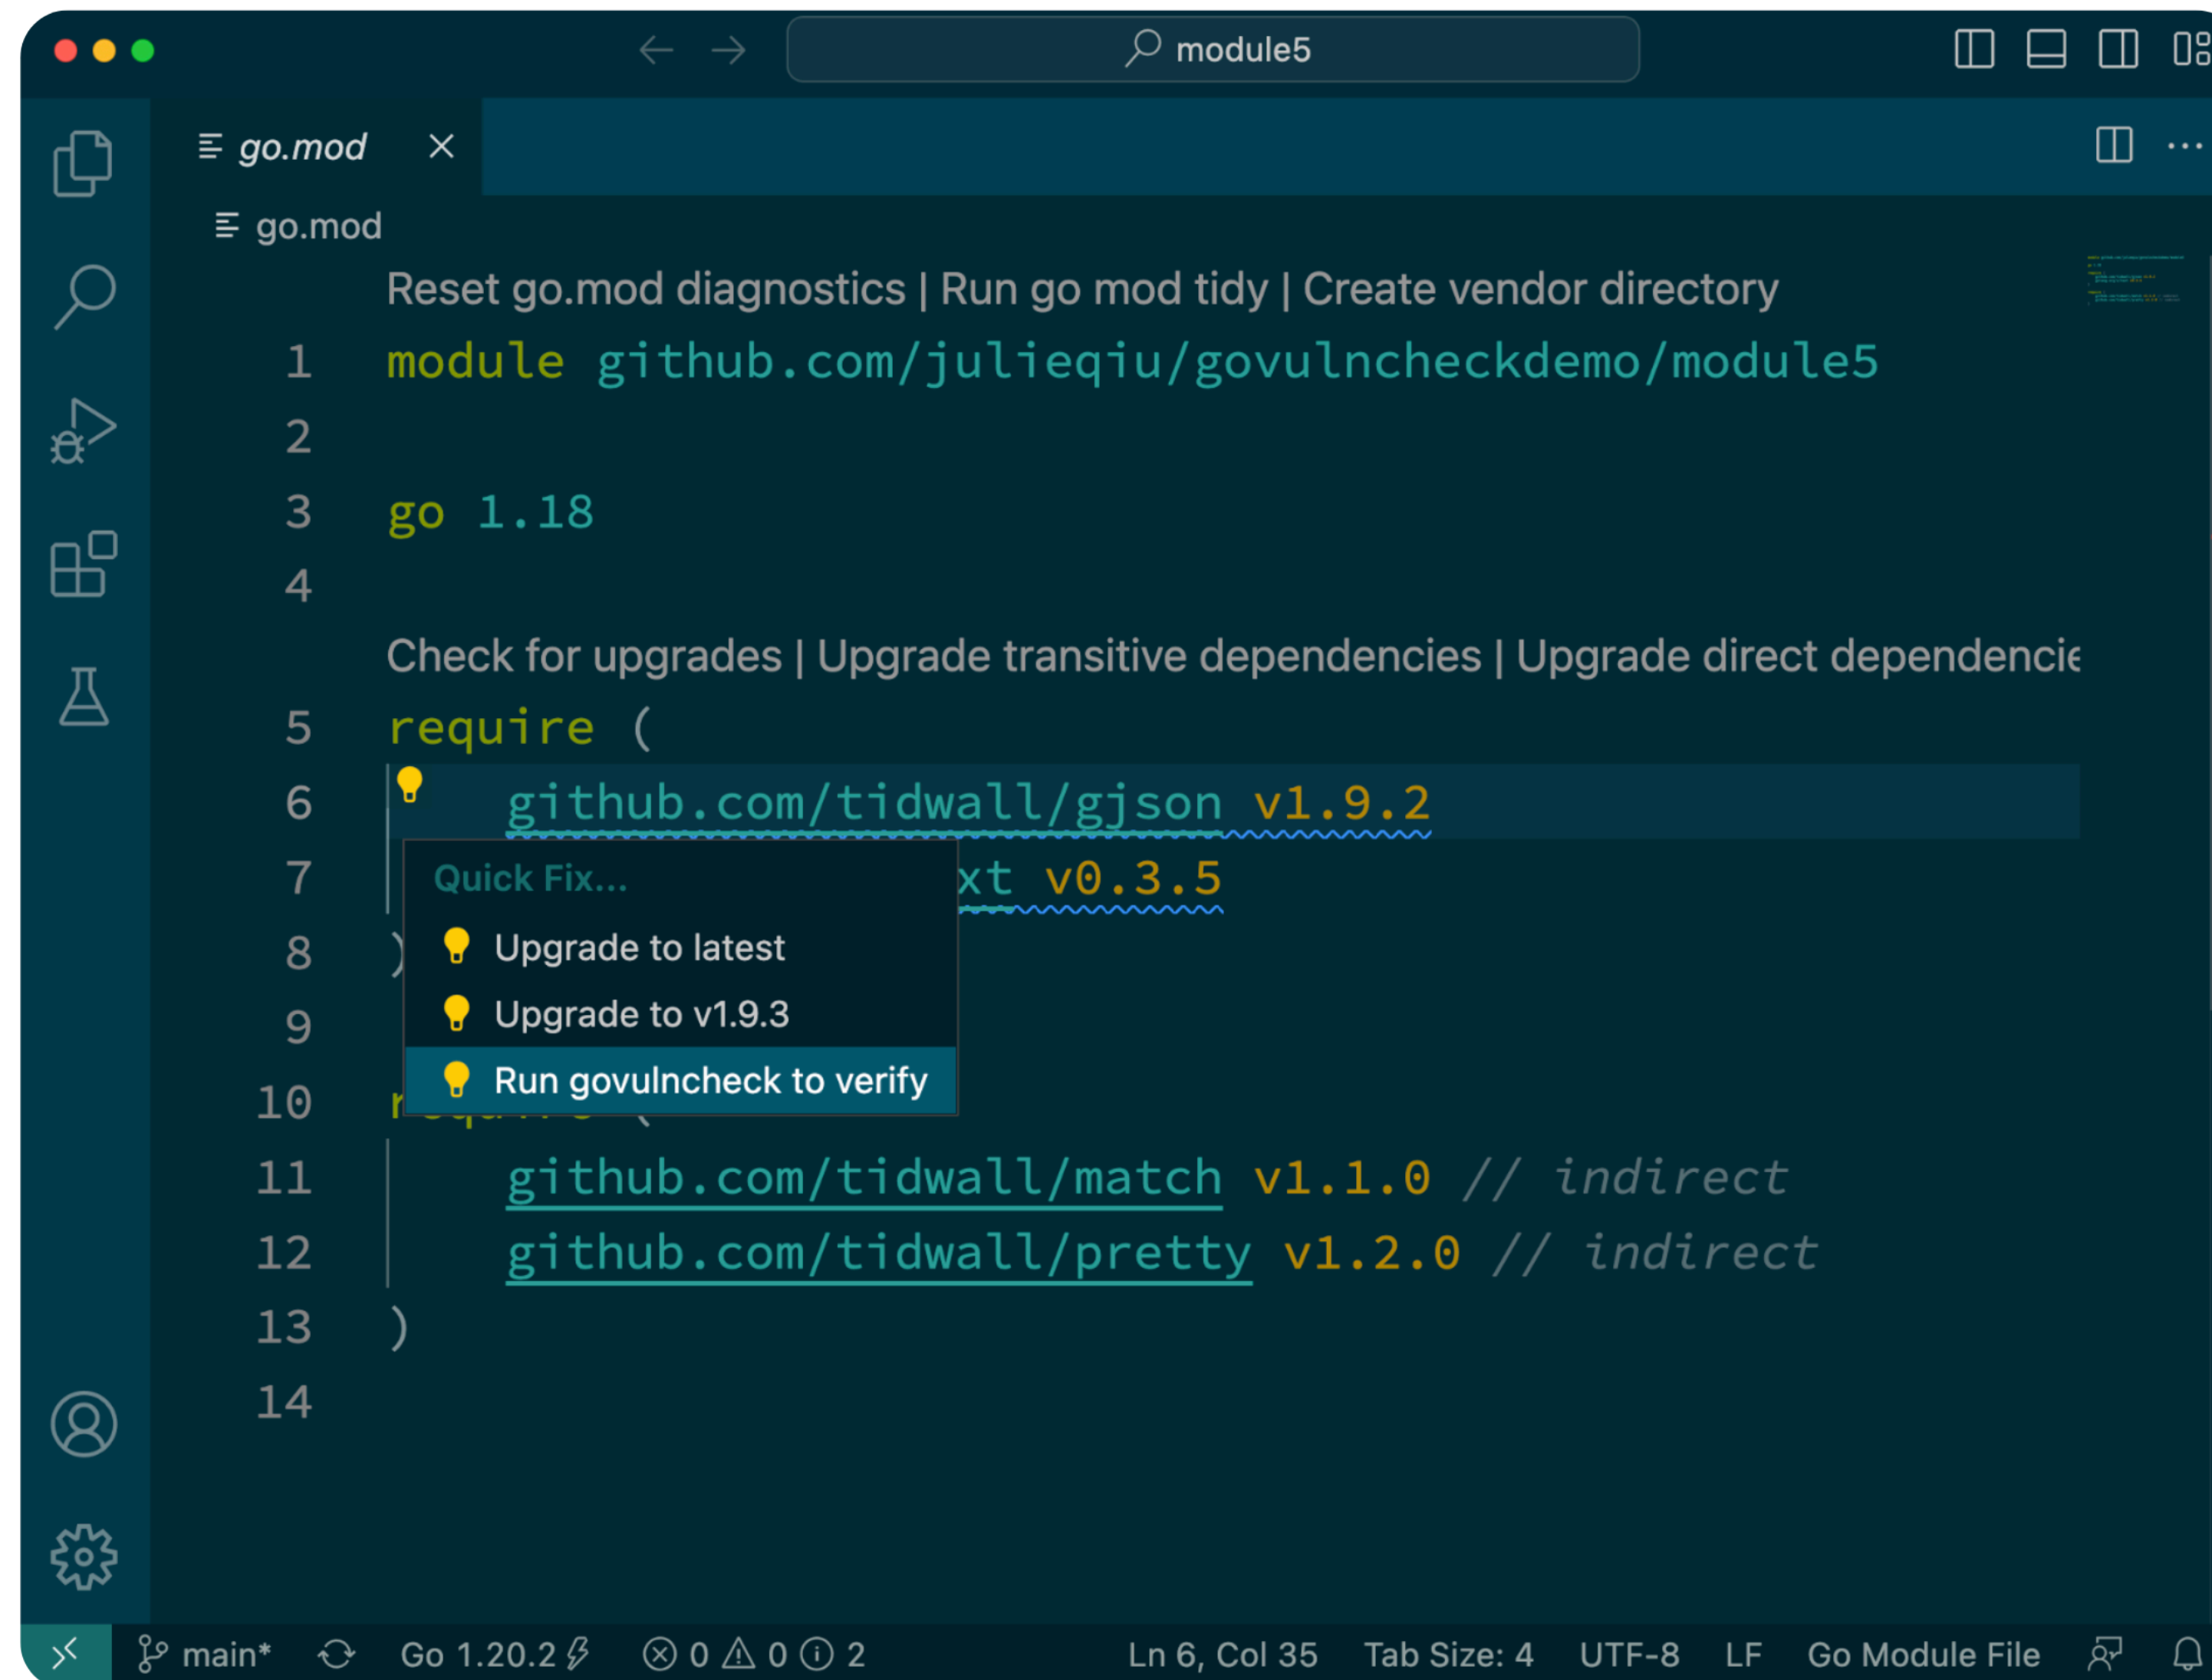 module5
go.mod
go.mod
Reset go.mod diagnostics | Run go mod tidy | Create vendor directory
1 module github.com/julieqiu/govulncheckdemo/module5
2
3 go 1.18
4
Check for upgrades | Upgrade transitive dependencies | Upgrade direct dependencie
5 require (
6 github.com/tidwall/gjson v1.9.2
7 xt v0.3.5
Quick Fix...
8 )
Upgrade to latest
9
Upgrade to v1.9.3
Run govulncheck to verify
10
11 github.com/tidwall/match v1.1.0 // indirect
12 github.com/tidwall/pretty v1.2.0 // indirect
13 )
14
main* Go 1.20.2 0 0 2 Ln 6, Col 35 Tab Size: 4 UTF-8 LF Go Module File